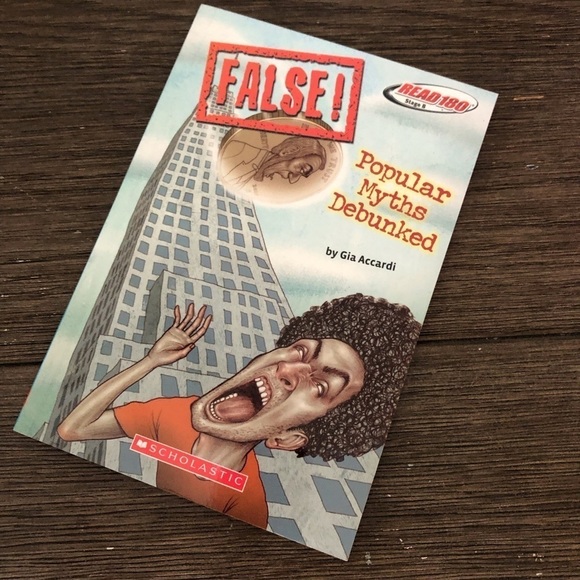 FALSE!
READ 180
Stage B
Popular
Myths
Debunked
by Gia Accardi
SCHOLASTIC